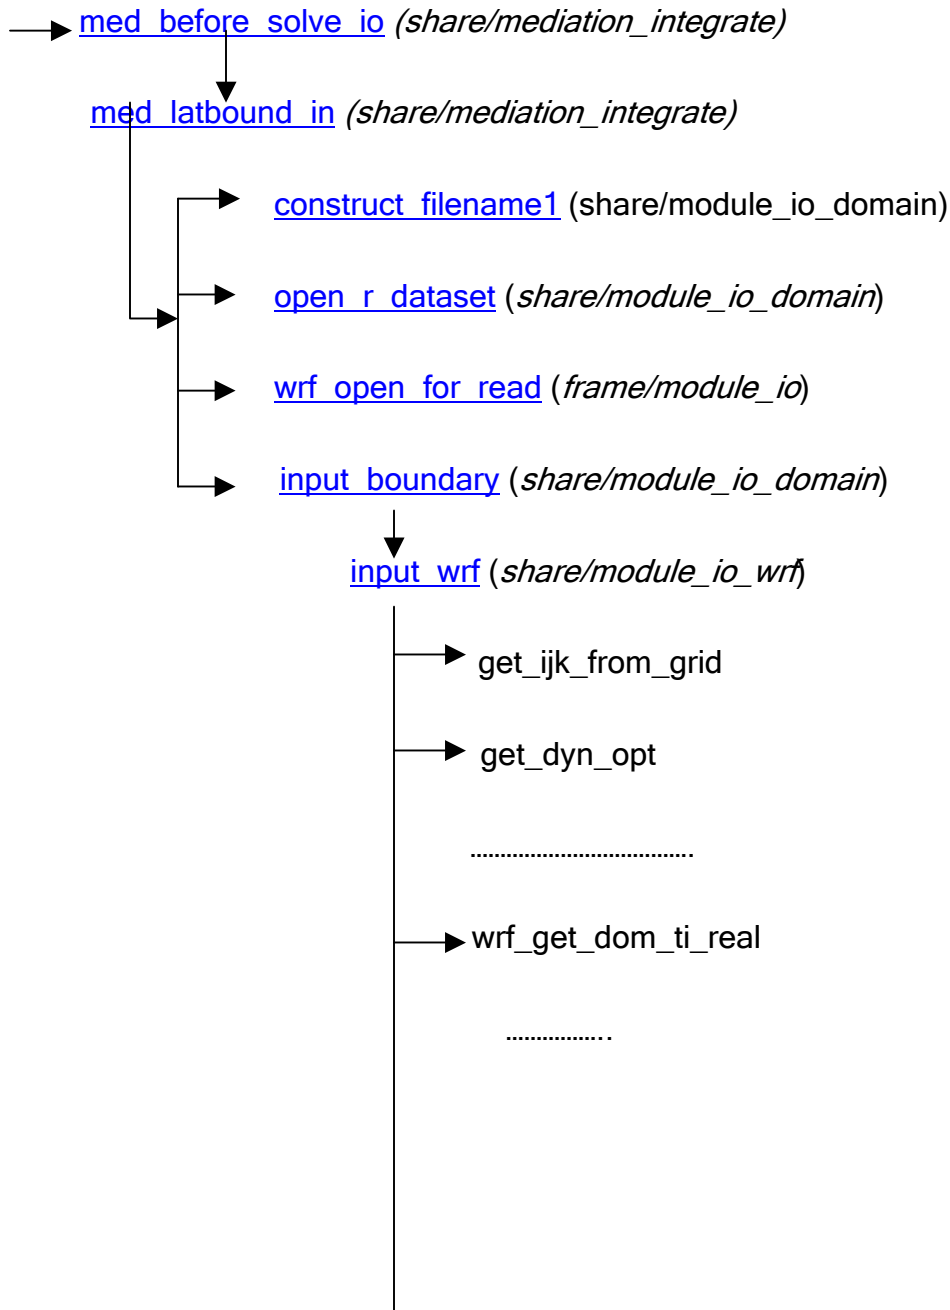 med_before_solve_io (share/mediation_integrate)
med_latbound_in (share/mediation_integrate)
construct_filename1 (share/module_io_domain)
open_r_dataset (share/module_io_domain)
wrf_open_for_read (frame/module_io)
input_boundary (share/module_io_domain)
input_wrf (share/module_io_wrf)
get_ijk_from_grid
get_dyn_opt
……………………………….
wrf_get_dom_ti_real
……………..